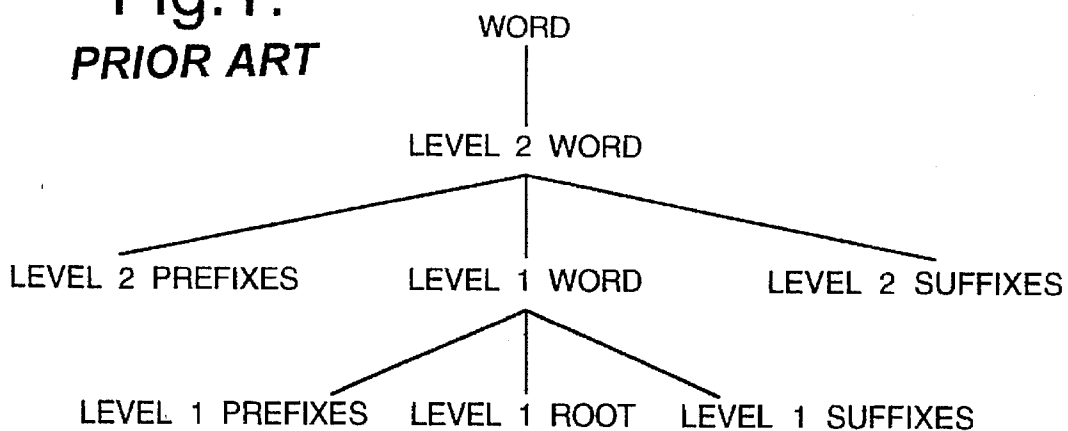 Fig.1.
PRIOR ART
WORD
LEVEL 2 WORD
LEVEL 2 PREFIXES LEVEL 1 WORD LEVEL 2 SUFFIXES
LEVEL 1 PREFIXES LEVEL 1 ROOT LEVEL 1 SUFFIXES